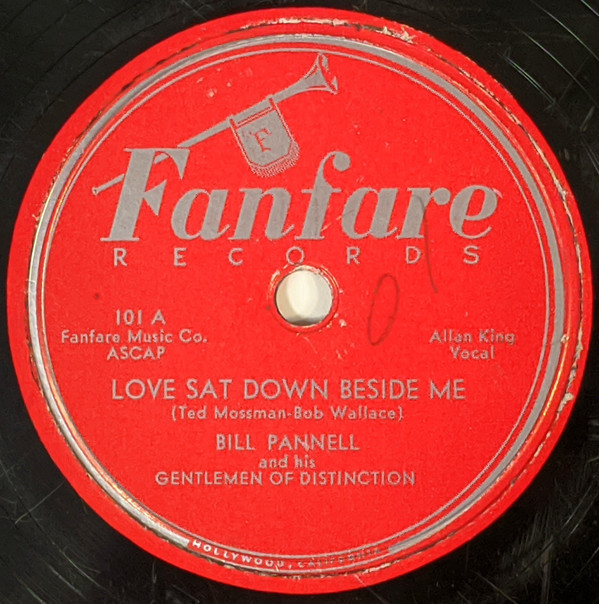 F
Fanfare
RECORDS
101 A
Fanfare Music Co.
ASCAP
Allan King
Vocal
LOVE SAT DOWN BESIDE ME
(Ted Mossman-Bob Wallace)
BILL PANNELL
and his
GENTLEMEN OF DISTINCTION
HOLLYWOOD, CALIFORNIA